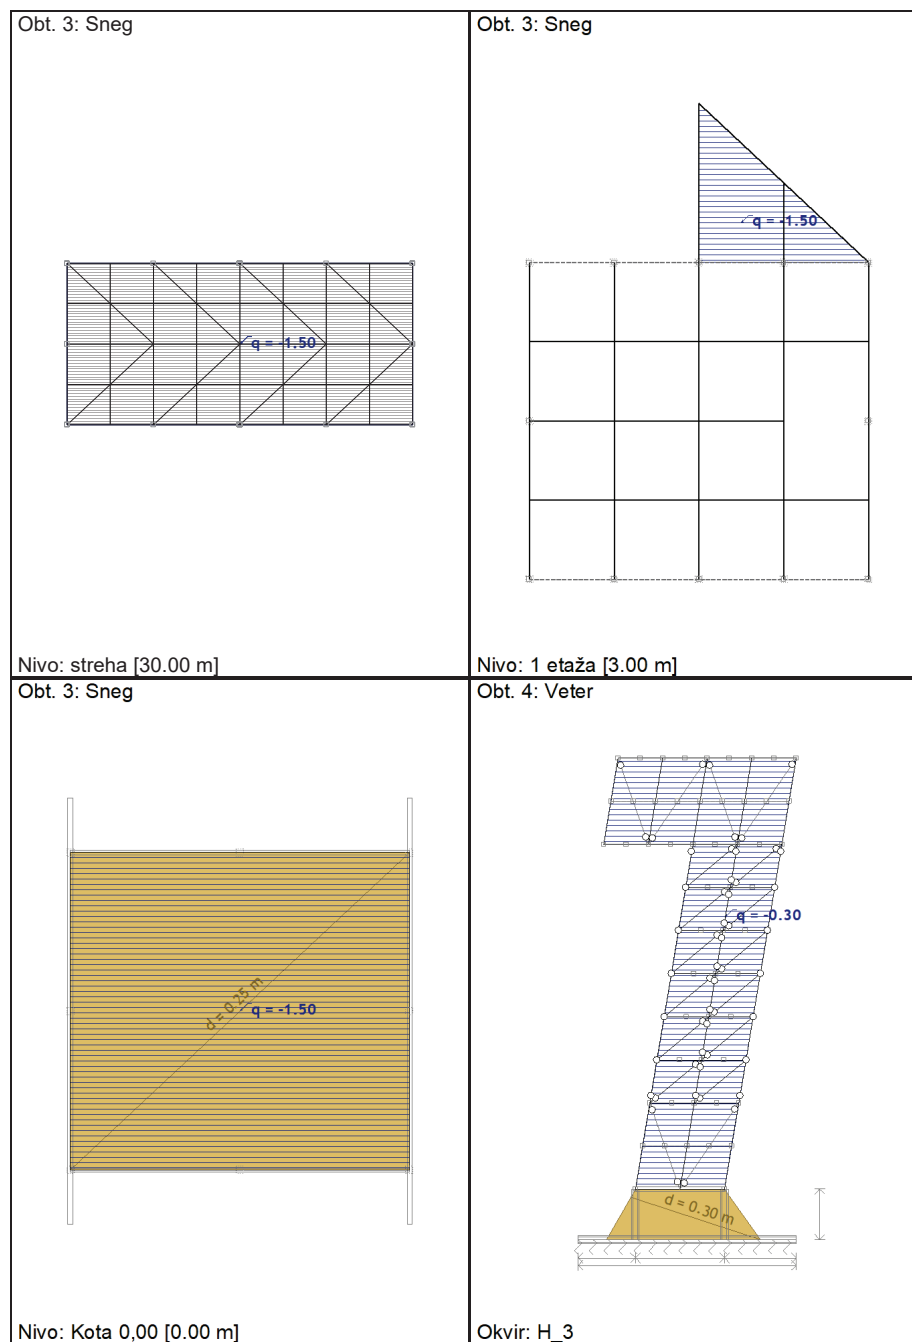 Obt. 3: Sneg
q = -1.50
Nivo: streha [30.00 m]
Obt. 3: Sneg
q = -1.50
Nivo: 1 etaža [3.00 m]
Obt. 3: Sneg
d = 0.25 m
q = -1.50
Nivo: Kota 0,00 [0.00 m]
Obt. 4: Veter
q = -0.30
d = 0.30 m
Okvir: H_3